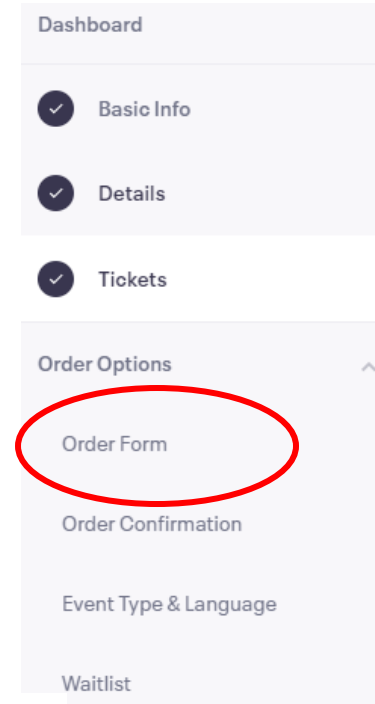 Dashboard
Basic Info
Details
Tickets
Order Options
Order Form
Order Confirmation
Event Type & Language
Waitlist